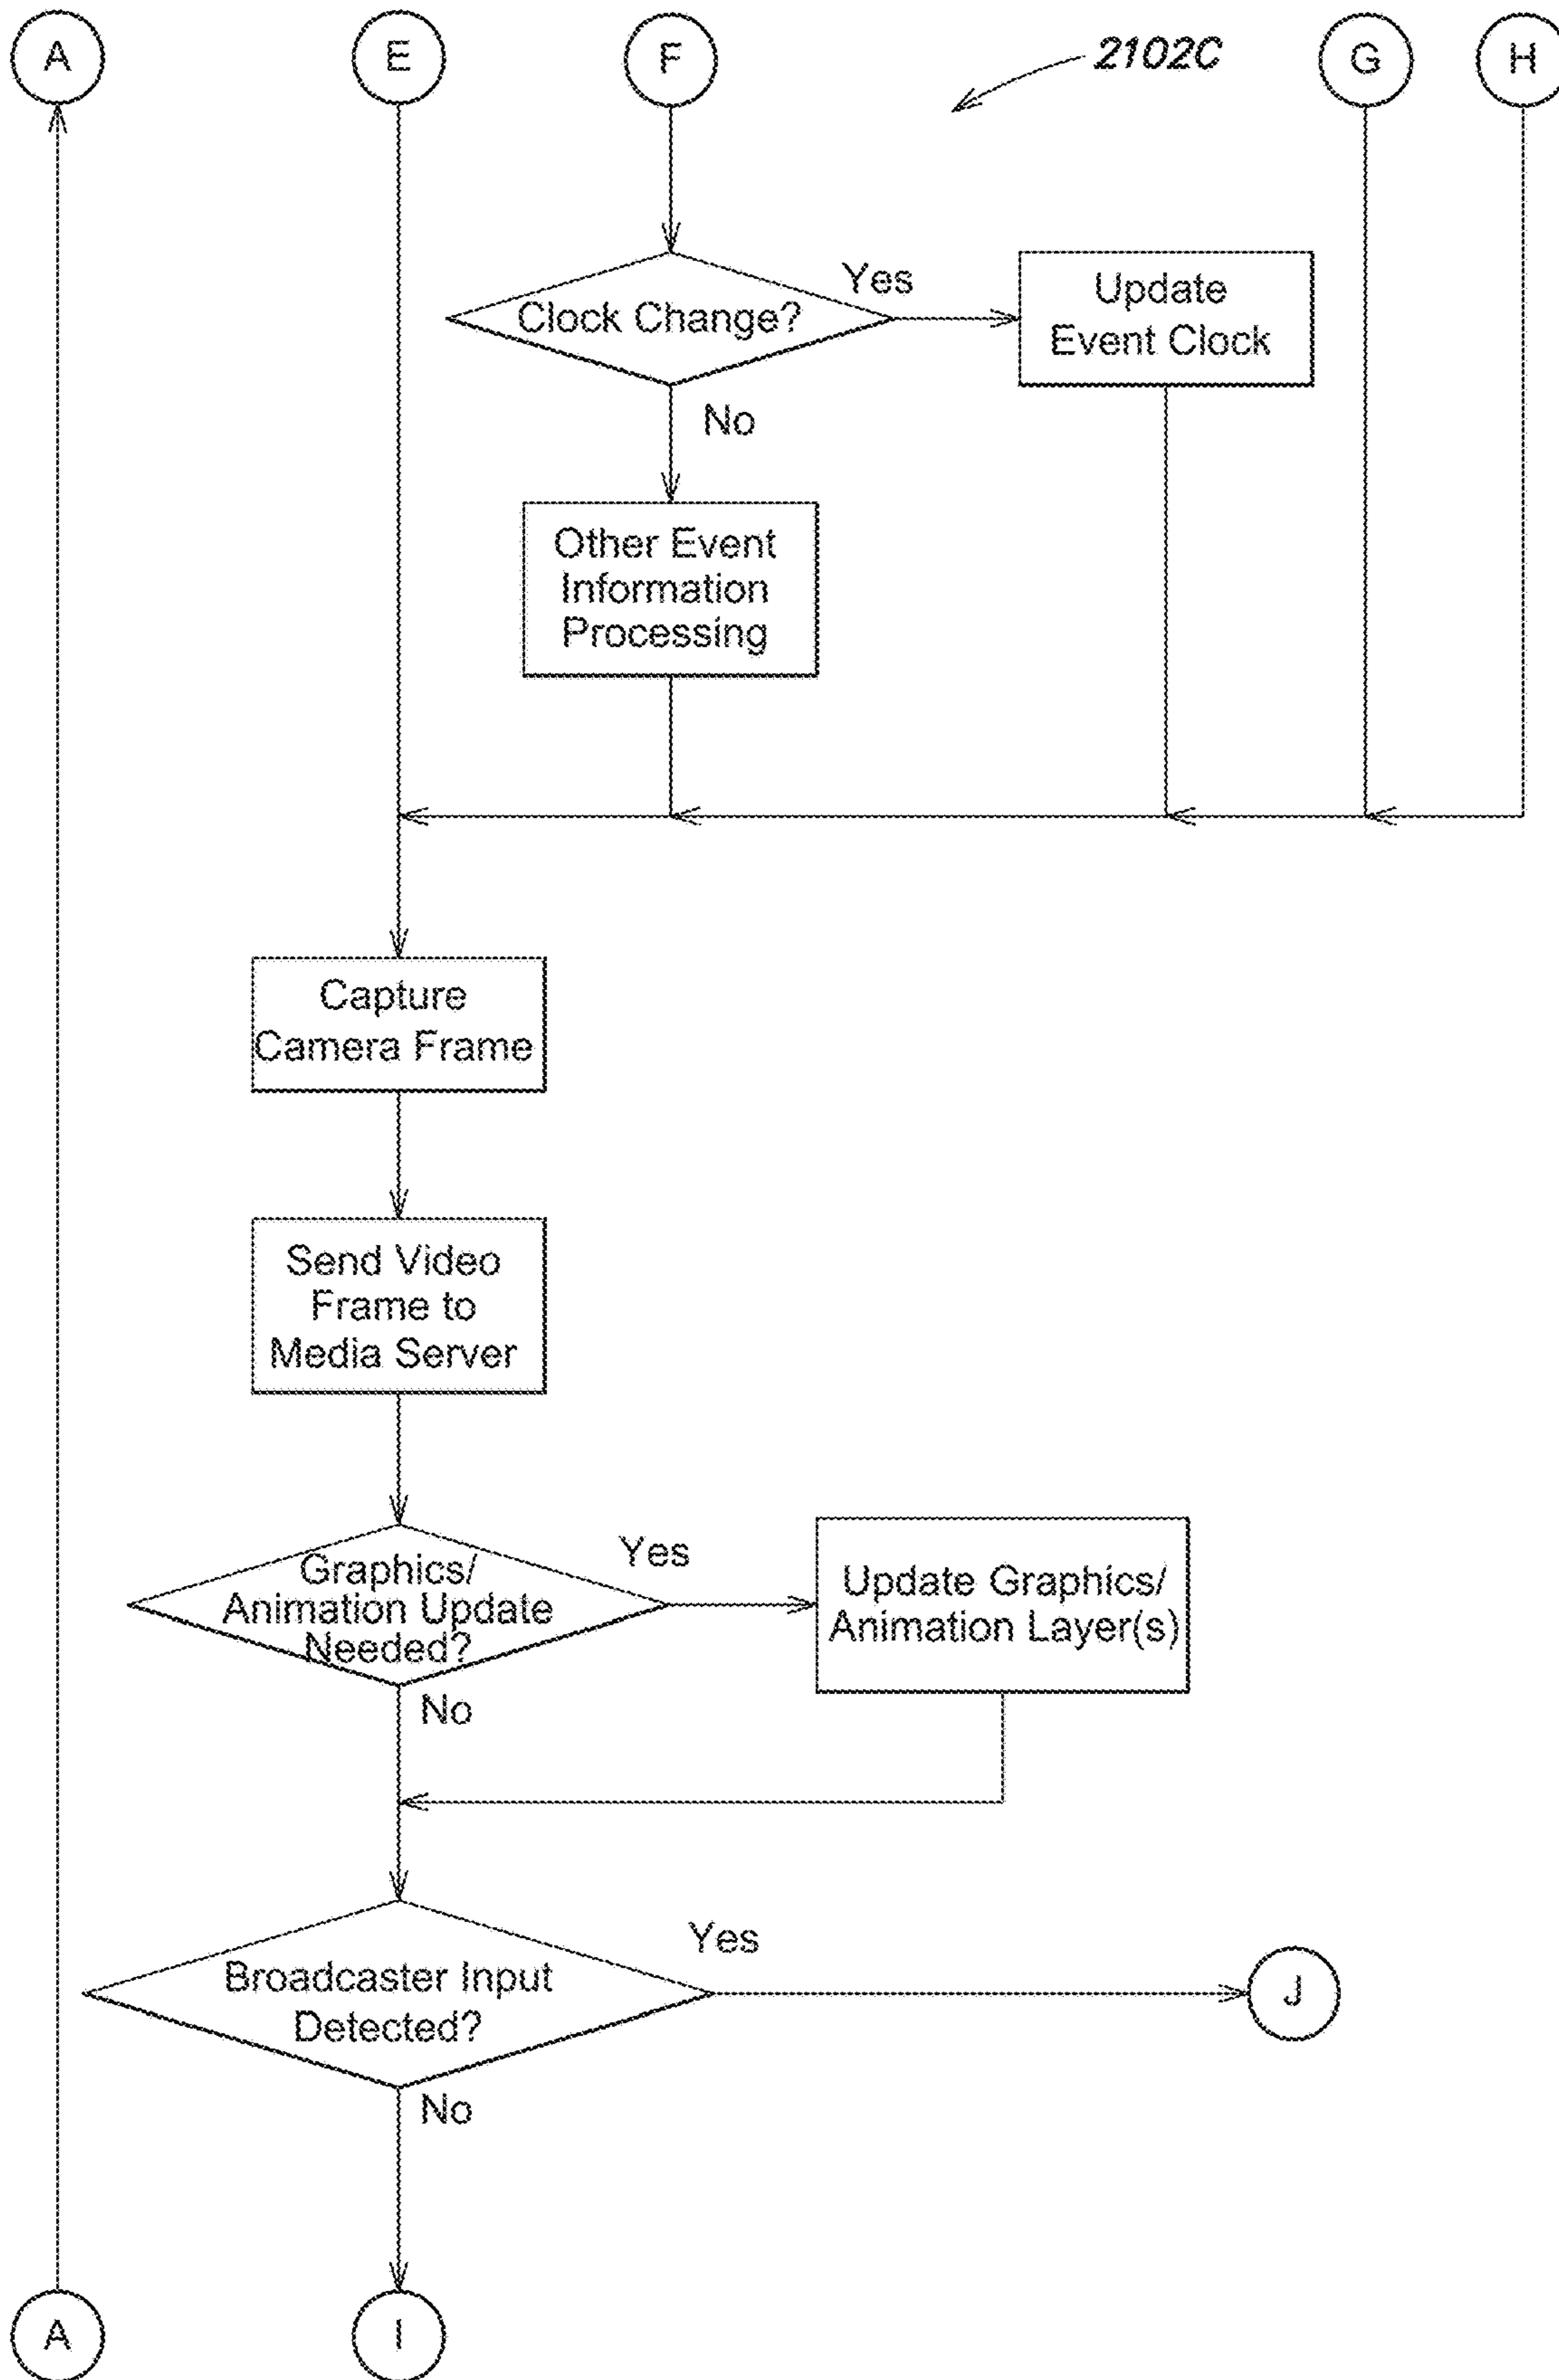 A
E
F
2102C
G
H
Clock Change?
Yes
Update
Event Clock
No
Other Event
Information
Processing
Capture
Camera Frame
Send Video
Frame to
Media Server
Graphics/
Animation Update
Needed?
Yes
Update Graphics/
Animation Layer(s)
No
Broadcaster Input
Detected?
Yes
J
No
A
I